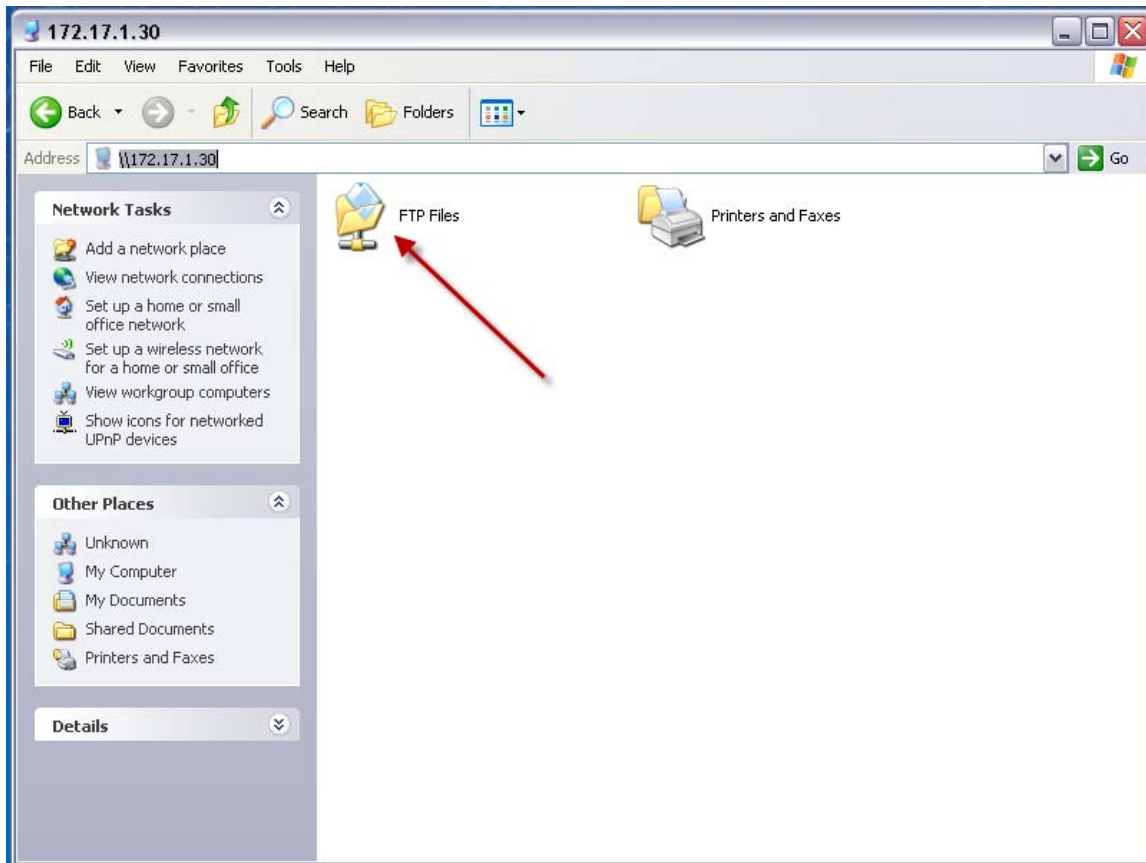 172.17.1.30
File Edit View Favorites Tools Help
Back Search Folders
Address \\172.17.1.30 Go
Network Tasks
Add a network place
View network connections
Set up a home or small
office network
Set up a wireless network
for a home or small office
View workgroup computers
Show icons for networked
UPnP devices
Other Places
Unknown
My Computer
My Documents
Shared Documents
Printers and Faxes
Details
FTP Files
Printers and Faxes